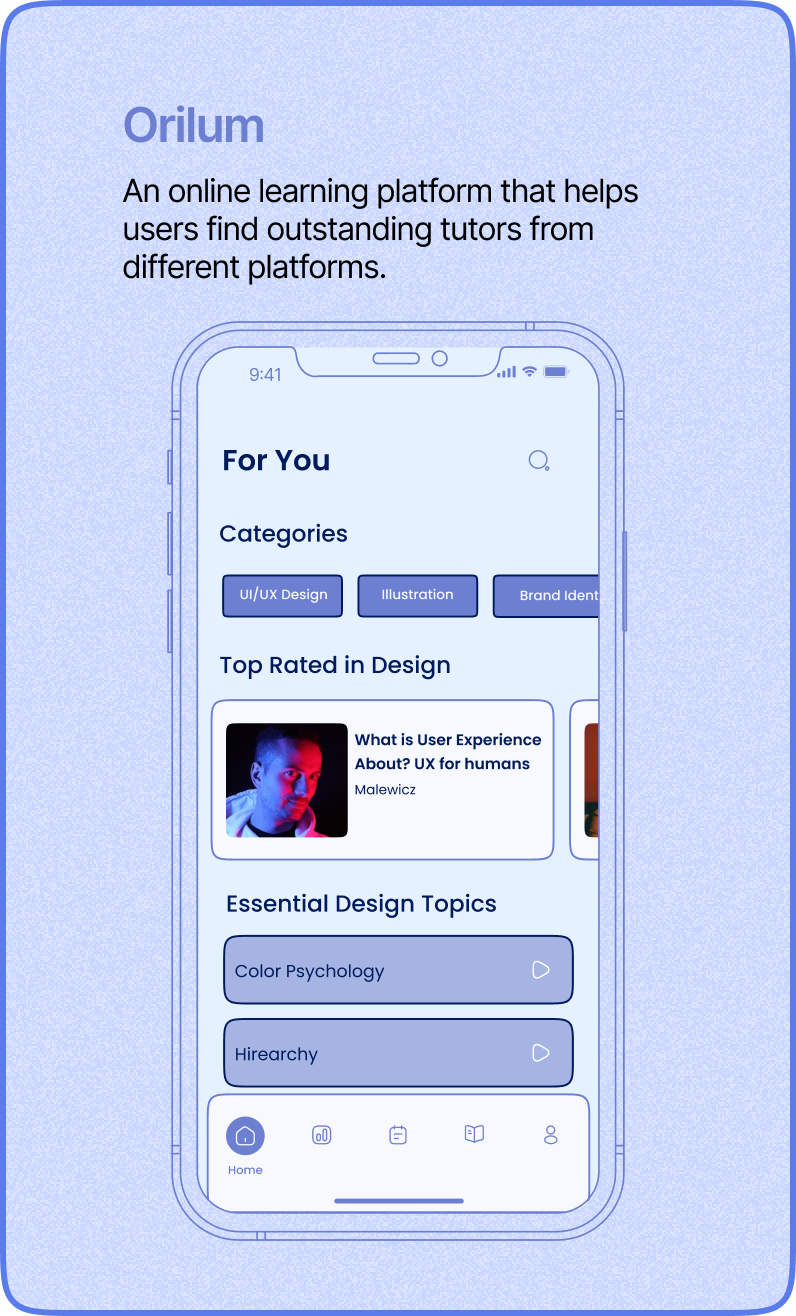 Orilum
An online learning platform that helps
users find outstanding tutors from
different platforms.
9:41
For You
Categories
UI/UX Design
Illustration
Brand Ident
Top Rated in Design
What is User Experience
About? UX for humans
Malewicz
Essential Design Topics
Color Psychology
Hirearchy
Home